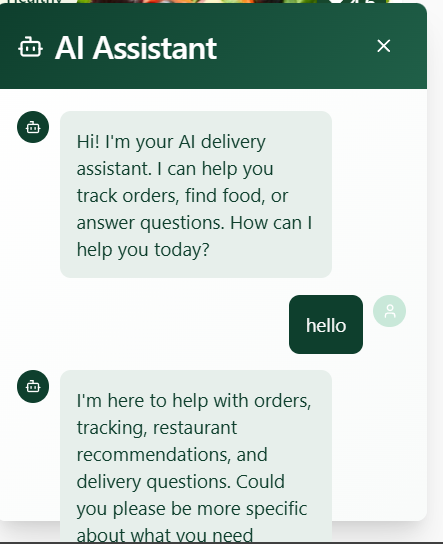 AI Assistant
Hi! I'm your AI delivery
assistant. I can help you
track orders, find food, or
answer questions. How can I
help you today?
hello
I'm here to help with orders,
tracking, restaurant
recommendations, and
delivery questions. Could
you please be more specific
about what you need